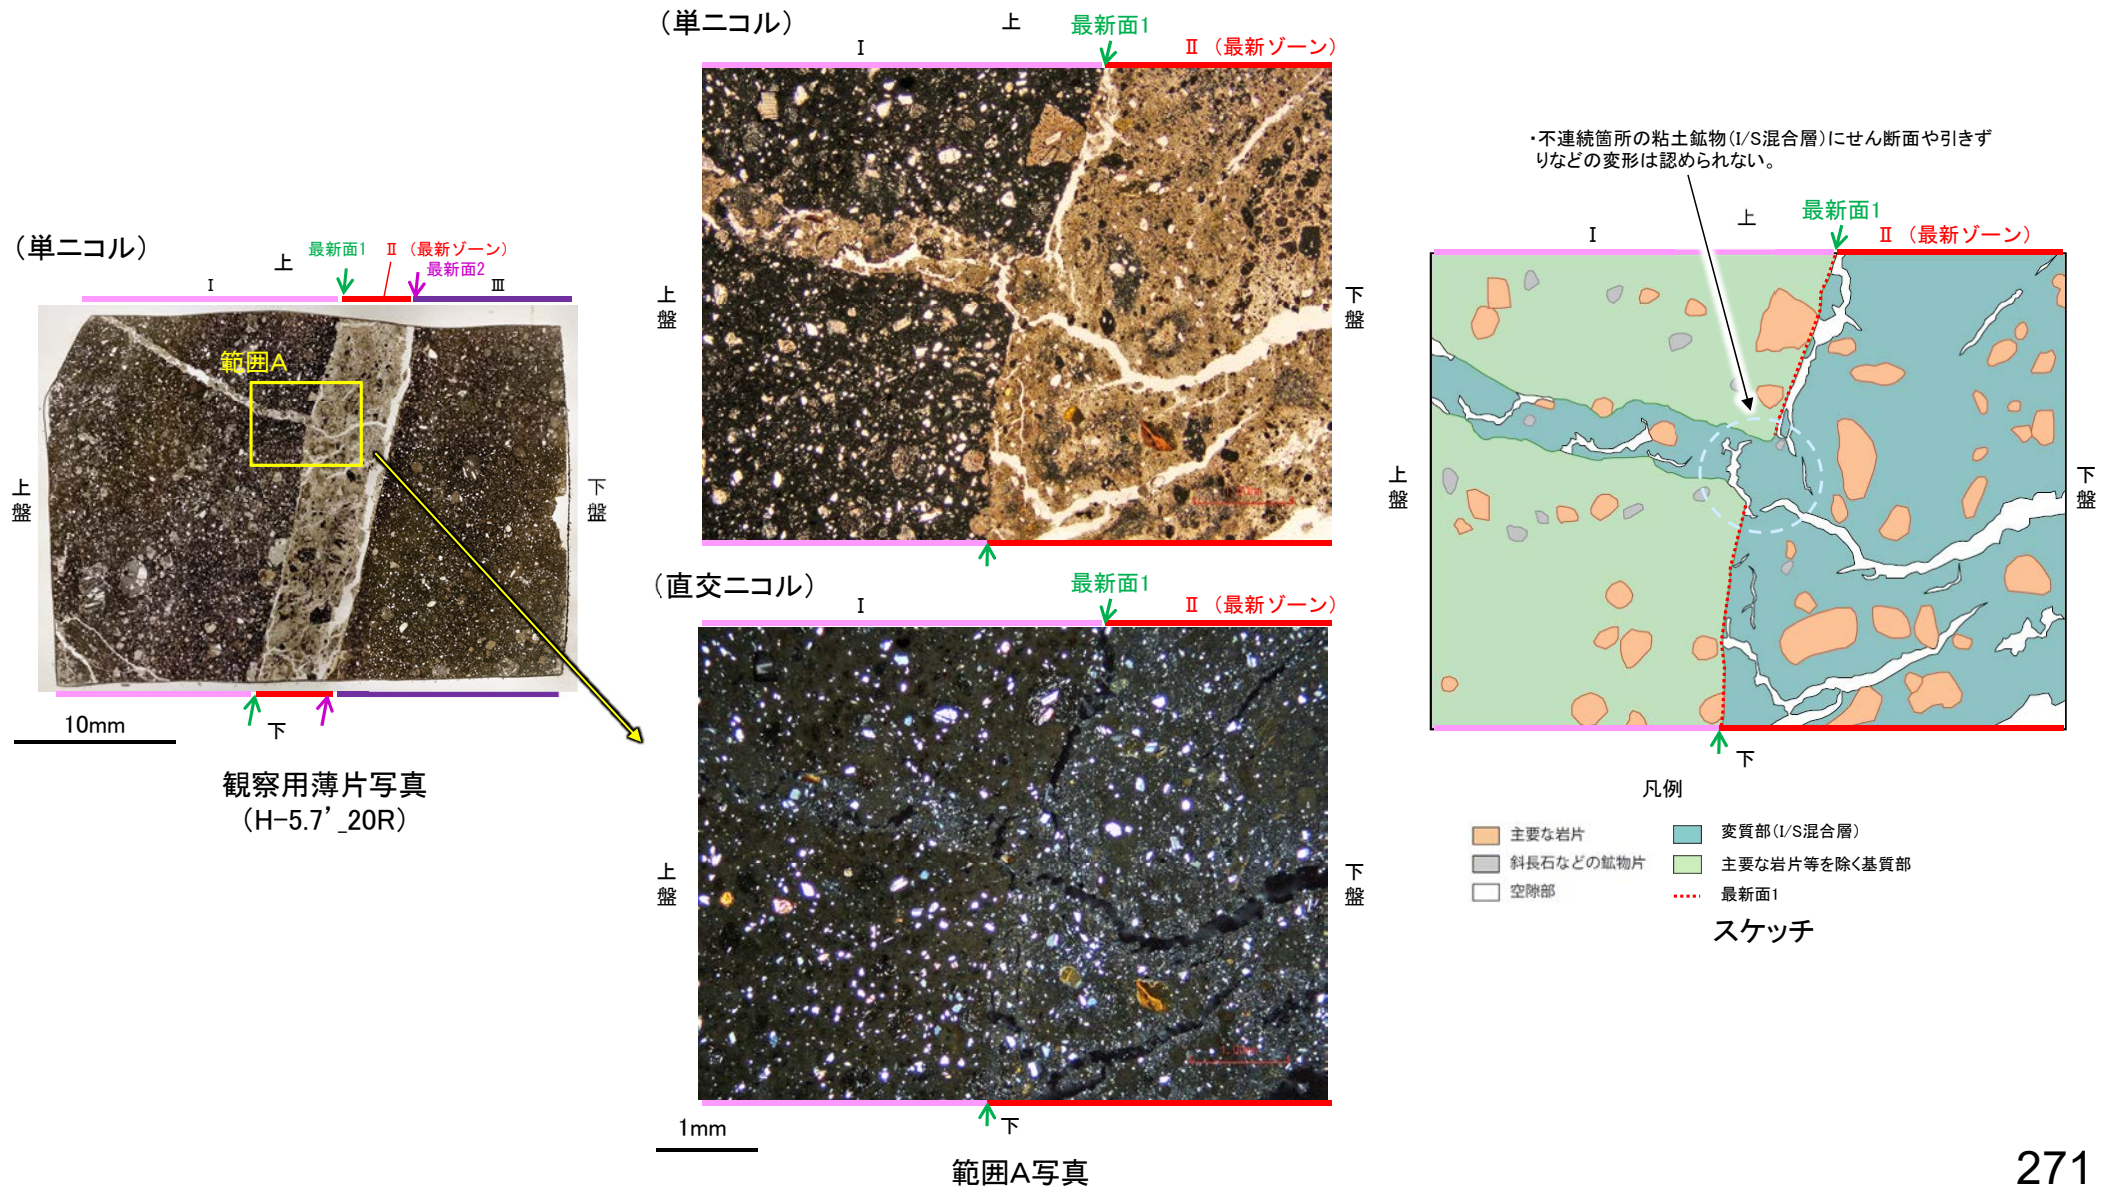 (単ニコル)
上
最新面1
Ⅱ (最新ゾーン)
最新面2
Ⅰ
Ⅲ
範囲A
上盤
下盤
下
10mm
観察用薄片写真
(H-5.7’_20R)
(単ニコル)
上
最新面1
Ⅰ
Ⅱ (最新ゾーン)
上盤
下盤
(直交ニコル)
最新面1
Ⅰ
Ⅱ (最新ゾーン)
上盤
下盤
1mm
下
範囲A写真
・不連続箇所の粘土鉱物(I/S混合層)にせん断面や引きず
りなどの変形は認められない。
上
最新面1
Ⅰ
Ⅱ (最新ゾーン)
上盤
下盤
下
凡例
主要な岩片
斜長石などの鉱物片
空隙部
変質部(I/S混合層)
主要な岩片等を除く基質部
最新面1
スケッチ
271